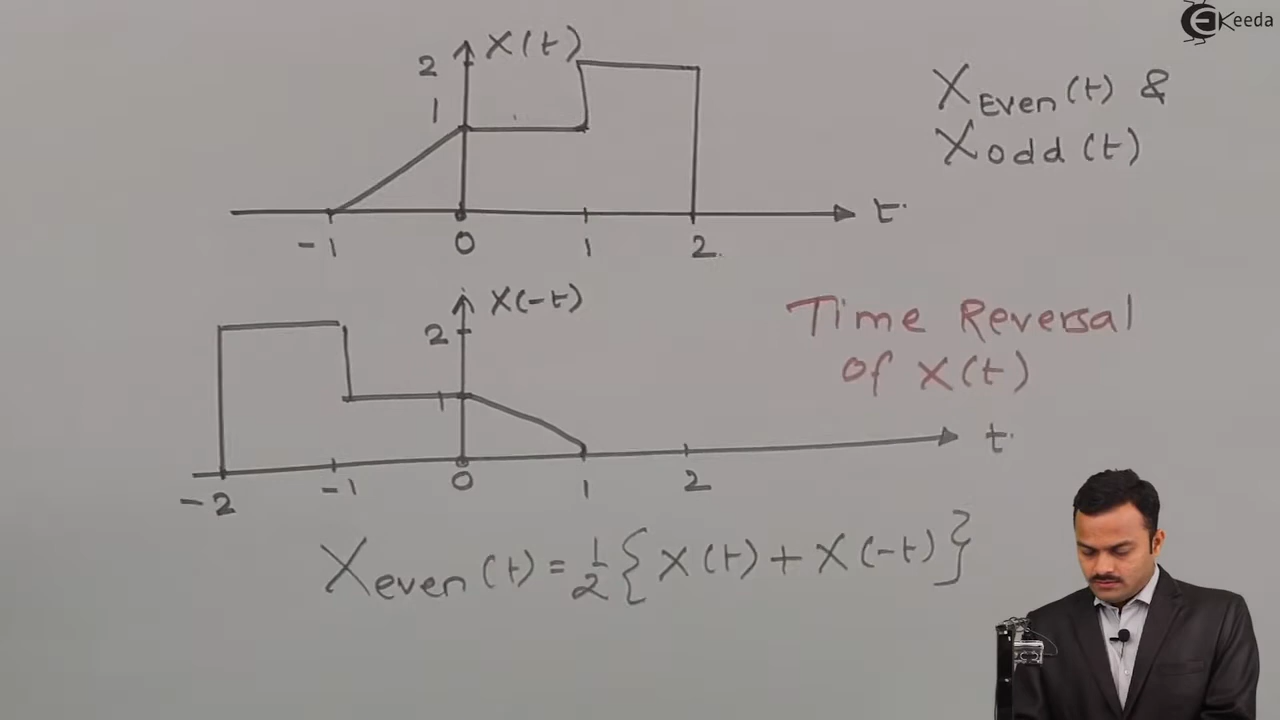 Keeda
X(t)
2
1
-1 0 1 2
t
XEven(t) &
Xodd(t)
X(-t)
2
1
-2 -1 0 1 2
t
Time Reversal
of X(t)
Xeven(t) = 1/2 { X(t) + X(-t) }